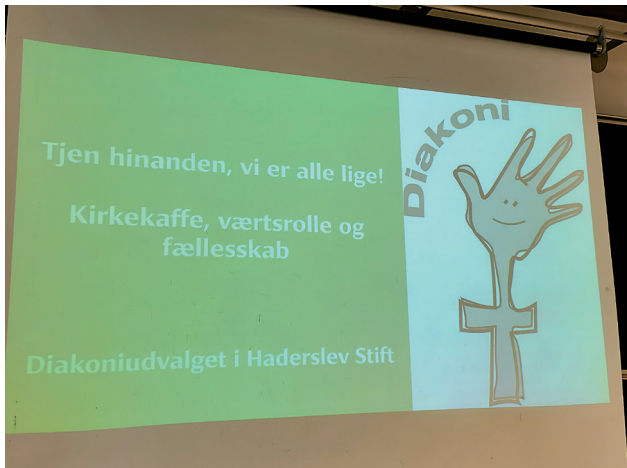 Tjen hinanden, vi er alle lige!
Kirkekaffe, værtsrolle og
fællesskab
Diakoniudvalget i Haderslev Stift
Diakoni